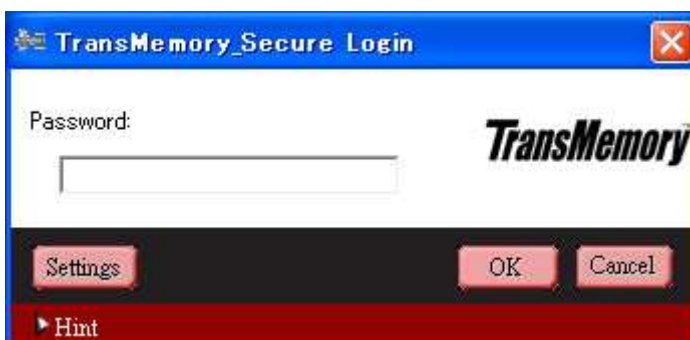 TransMemory_Secure Login
Password:
TransMemory
Settings
OK
Cancel
Hint